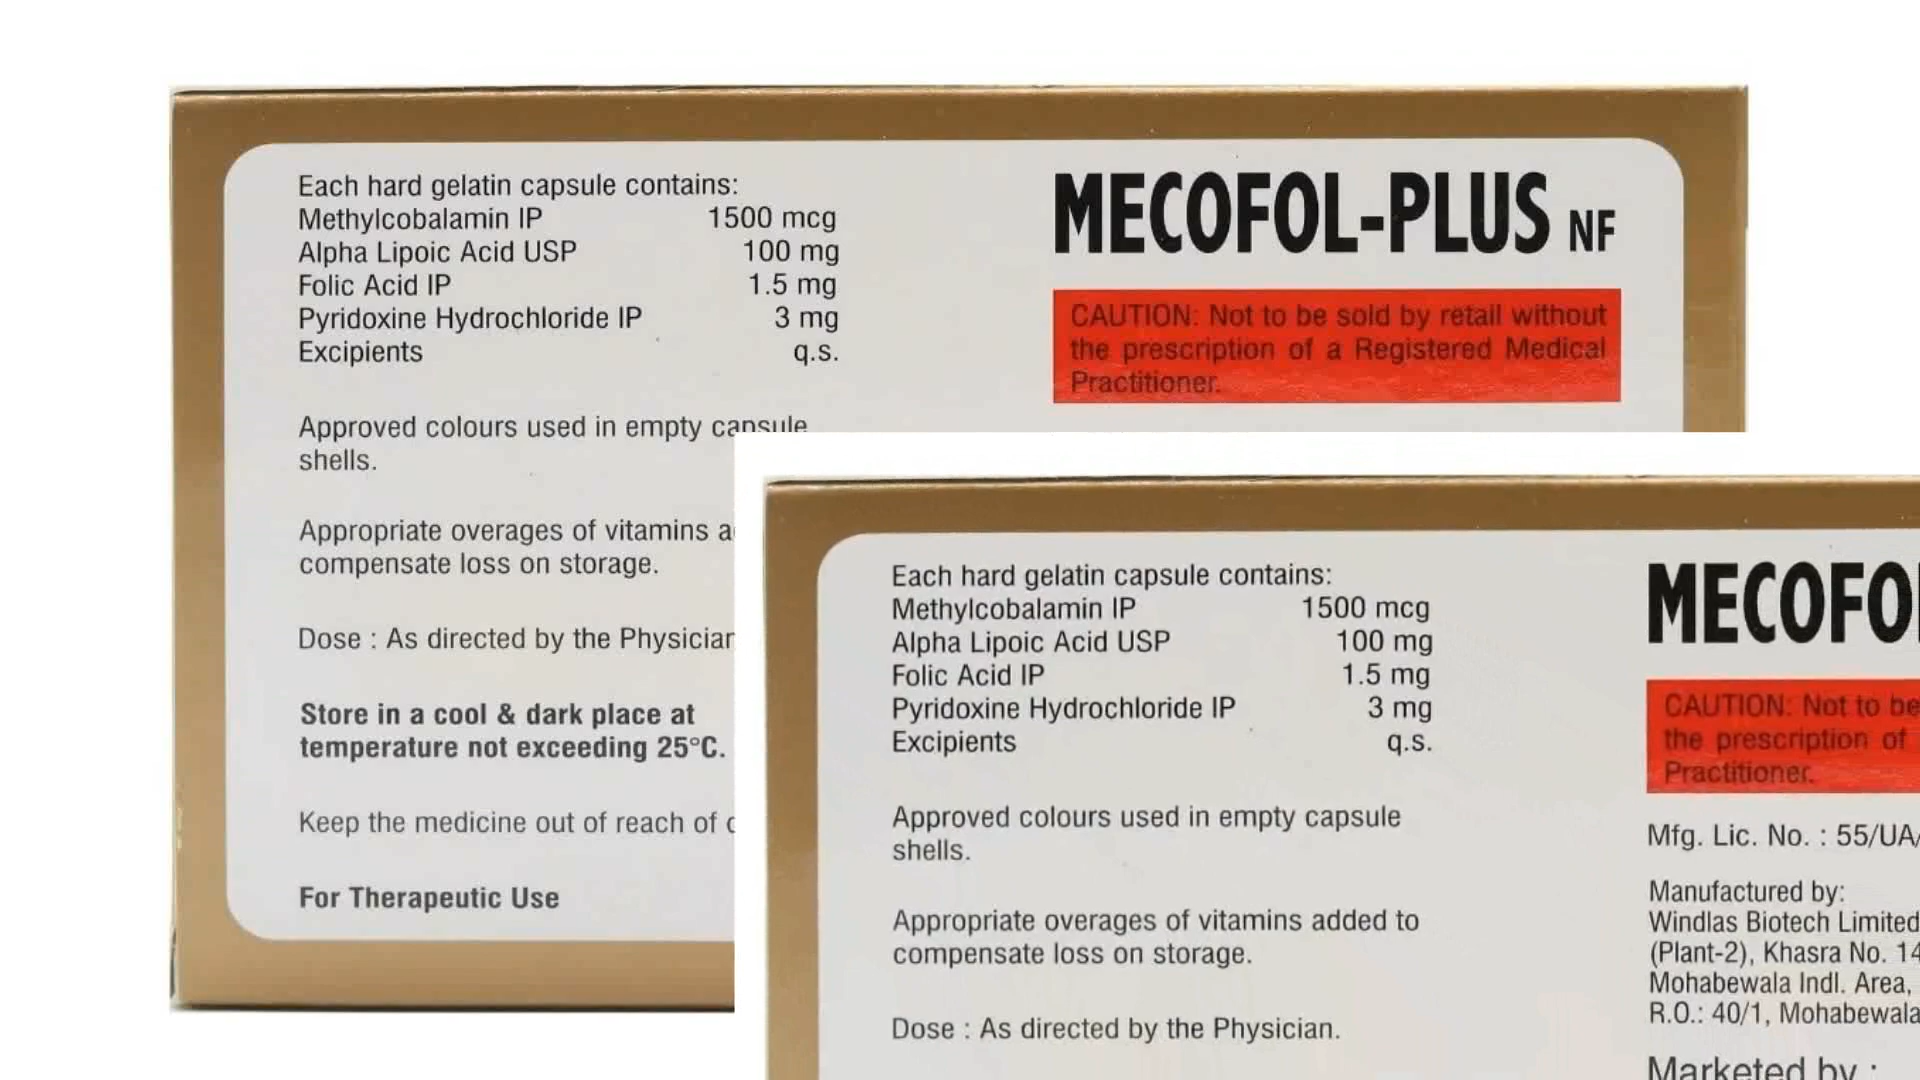 Each hard gelatin capsule contains:
Methylcobalamin IP 1500 mcg
Alpha Lipoic Acid USP 100 mg
Folic Acid IP 1.5 mg
Pyridoxine Hydrochloride IP 3 mg
Excipients q.s.
Approved colours used in empty capsule
shells.
Appropriate overages of vitamins
compensate loss on storage.
Dose : As directed by the Physician
Store in a cool & dark place at
temperature not exceeding 25°C.
Keep the medicine out of reach of
For Therapeutic Use
MECOFOL-PLUS NF
CAUTION: Not to be sold by retail without
the prescription of a Registered Medical
Practitioner.
Each hard gelatin capsule contains:
Methylcobalamin IP 1500 mcg
Alpha Lipoic Acid USP 100 mg
Folic Acid IP 1.5 mg
Pyridoxine Hydrochloride IP 3 mg
Excipients q.s.
Approved colours used in empty capsule
shells.
Appropriate overages of vitamins added to
compensate loss on storage.
Dose : As directed by the Physician.
MECOFO
CAUTION: Not to be
the prescription of
Practitioner.
Mfg. Lic. No. : 55/UA/
Manufactured by:
Windlas Biotech Limited
(Plant-2), Khasra No. 14
Mohabewala Indl. Area,
R.O.: 40/1, Mohabewala
Marketed by :